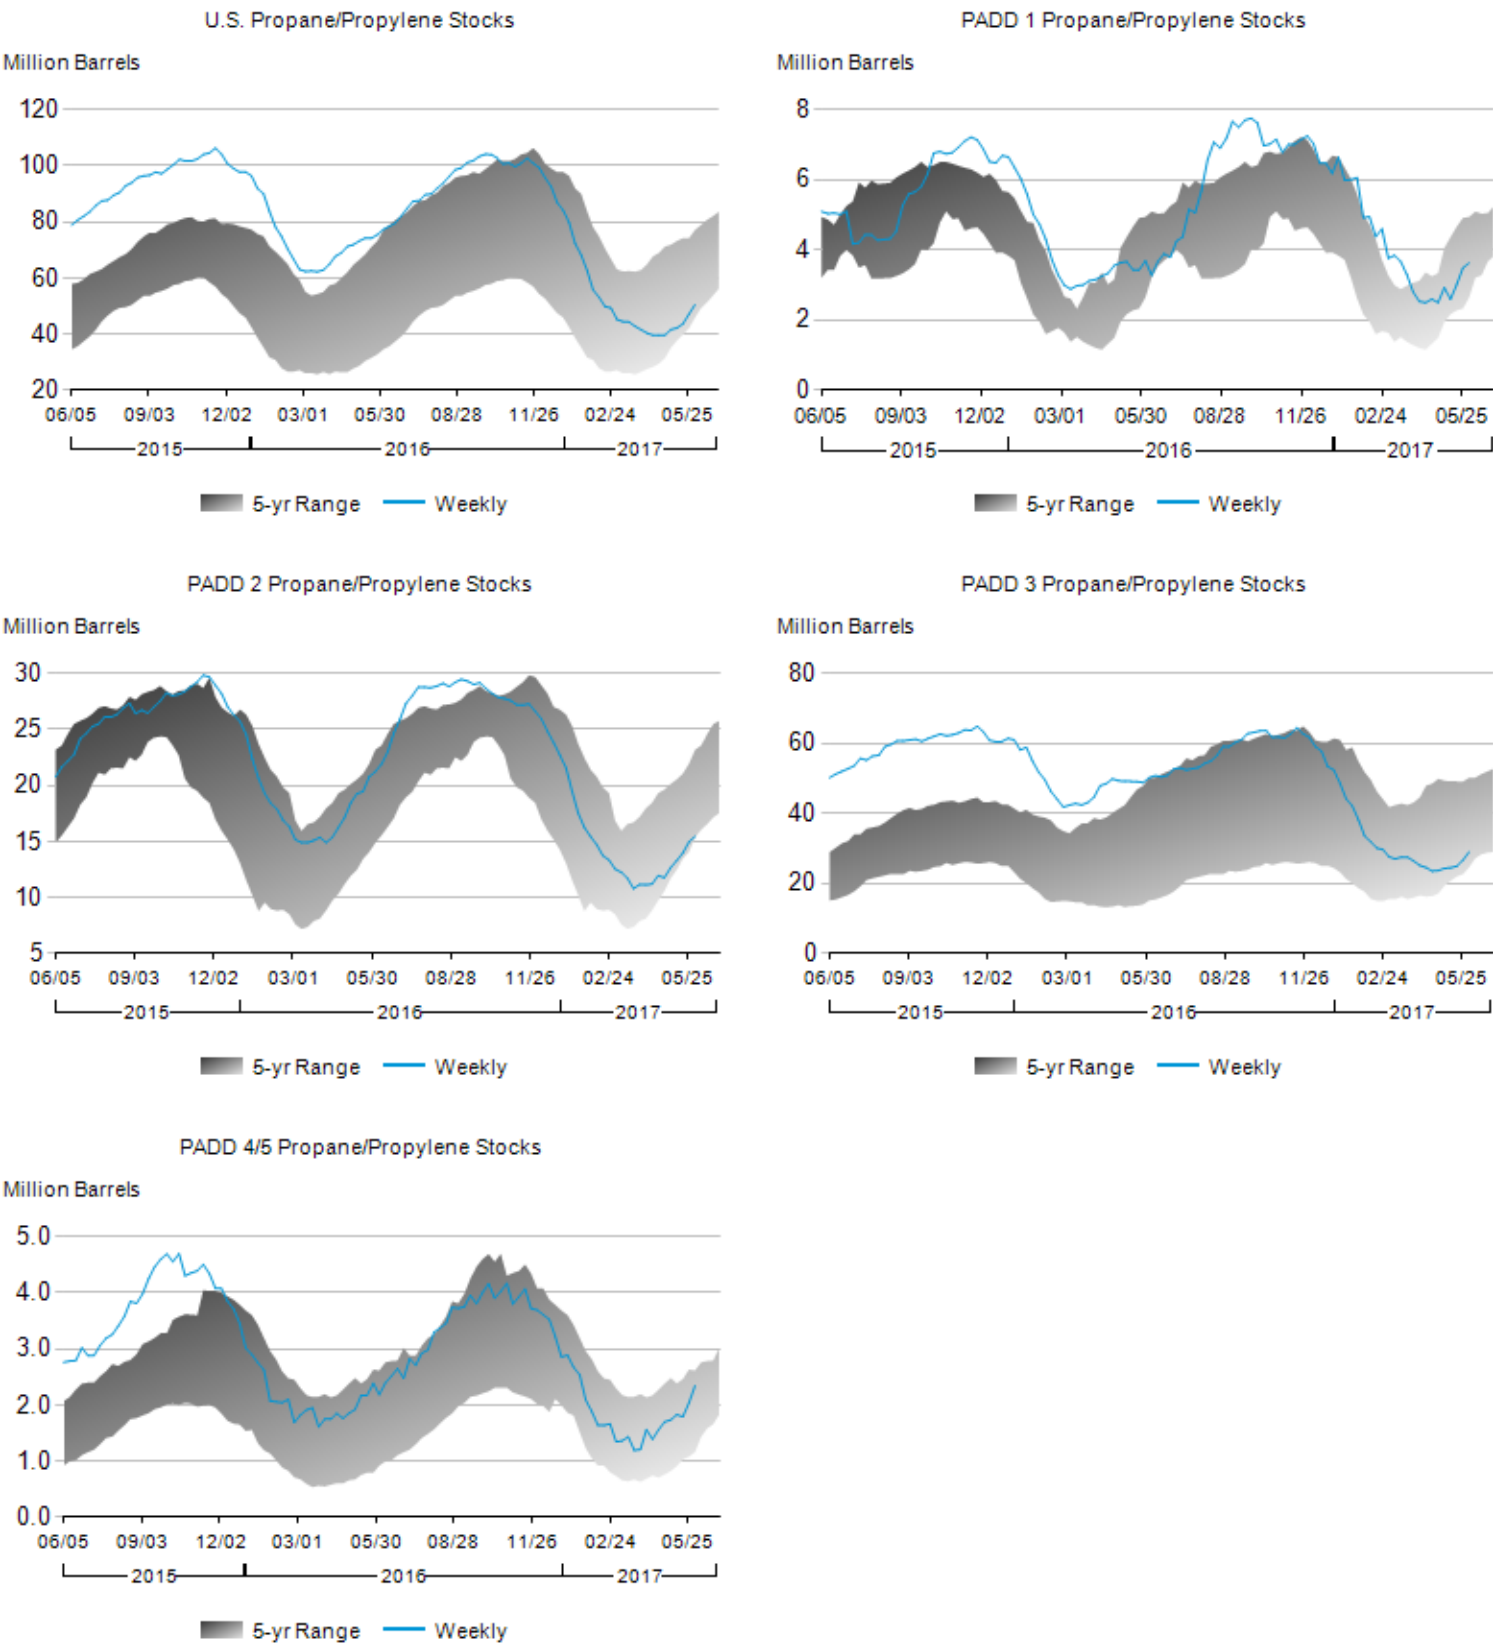 U.S. Propane/Propylene Stocks
Million Barrels
120
100
80
60
40
20
06/05 09/03 12/02 03/01 05/30 08/28 11/26 02/24 05/25
2015 2016 2017
5-yr Range Weekly
PADD 1 Propane/Propylene Stocks
Million Barrels
8
6
4
2
0
06/05 09/03 12/02 03/01 05/30 08/28 11/26 02/24 05/25
2015 2016 2017
5-yr Range Weekly
PADD 2 Propane/Propylene Stocks
Million Barrels
30
25
20
15
10
5
06/05 09/03 12/02 03/01 05/30 08/28 11/26 02/24 05/25
2015 2016 2017
5-yr Range Weekly
PADD 3 Propane/Propylene Stocks
Million Barrels
80
60
40
20
0
06/05 09/03 12/02 03/01 05/30 08/28 11/26 02/24 05/25
2015 2016 2017
5-yr Range Weekly
PADD 4/5 Propane/Propylene Stocks
Million Barrels
5.0
4.0
3.0
2.0
1.0
0.0
06/05 09/03 12/02 03/01 05/30 08/28 11/26 02/24 05/25
2015 2016 2017
5-yr Range Weekly